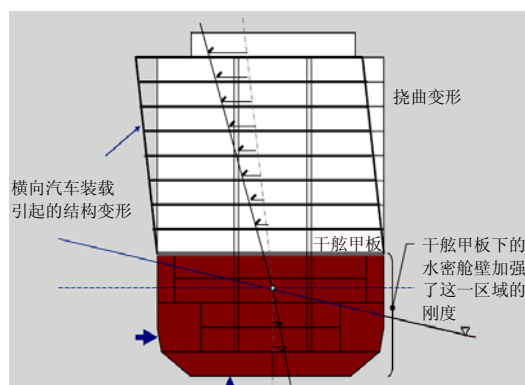 挠曲变形
横向汽车装载
引起的结构变形
干舷甲板
干舷甲板下的
水密舱壁加强
了这一区域的
刚度